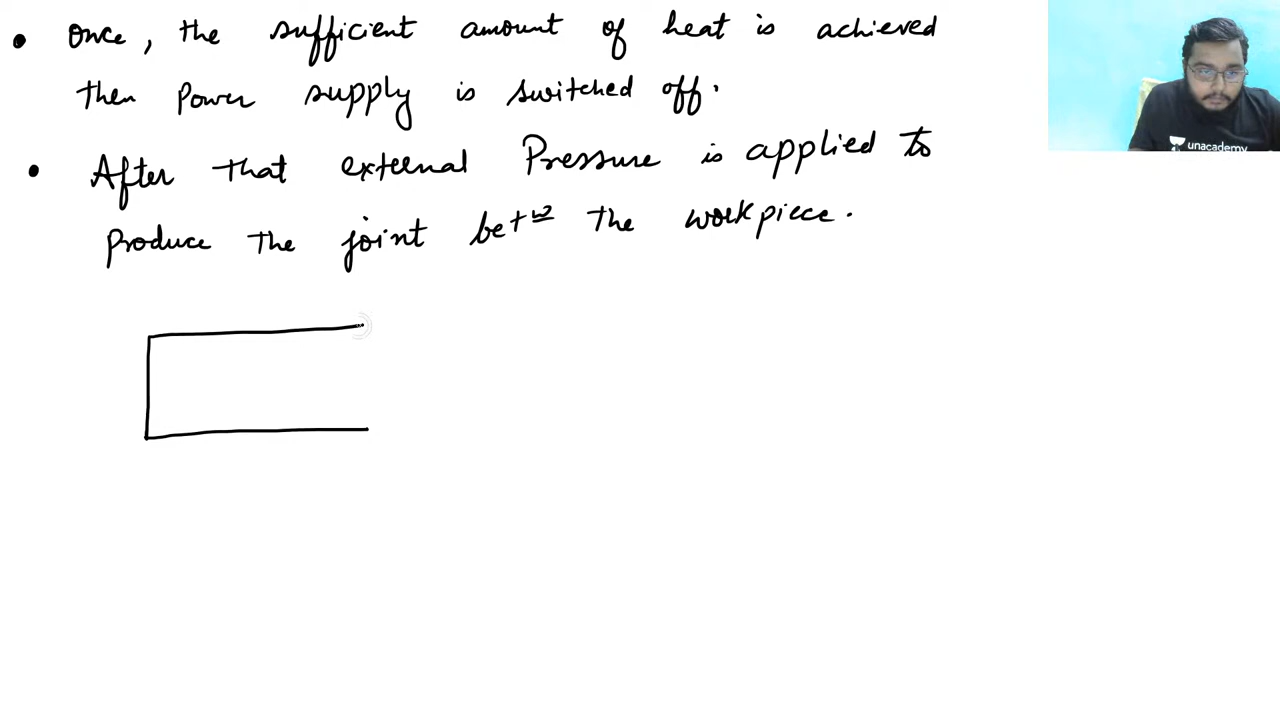 • Once, the sufficient amount of heat is achieved
then Power supply is switched off.
• After that external Pressure is applied to
produce the joint betw the workpiece.
unacademy